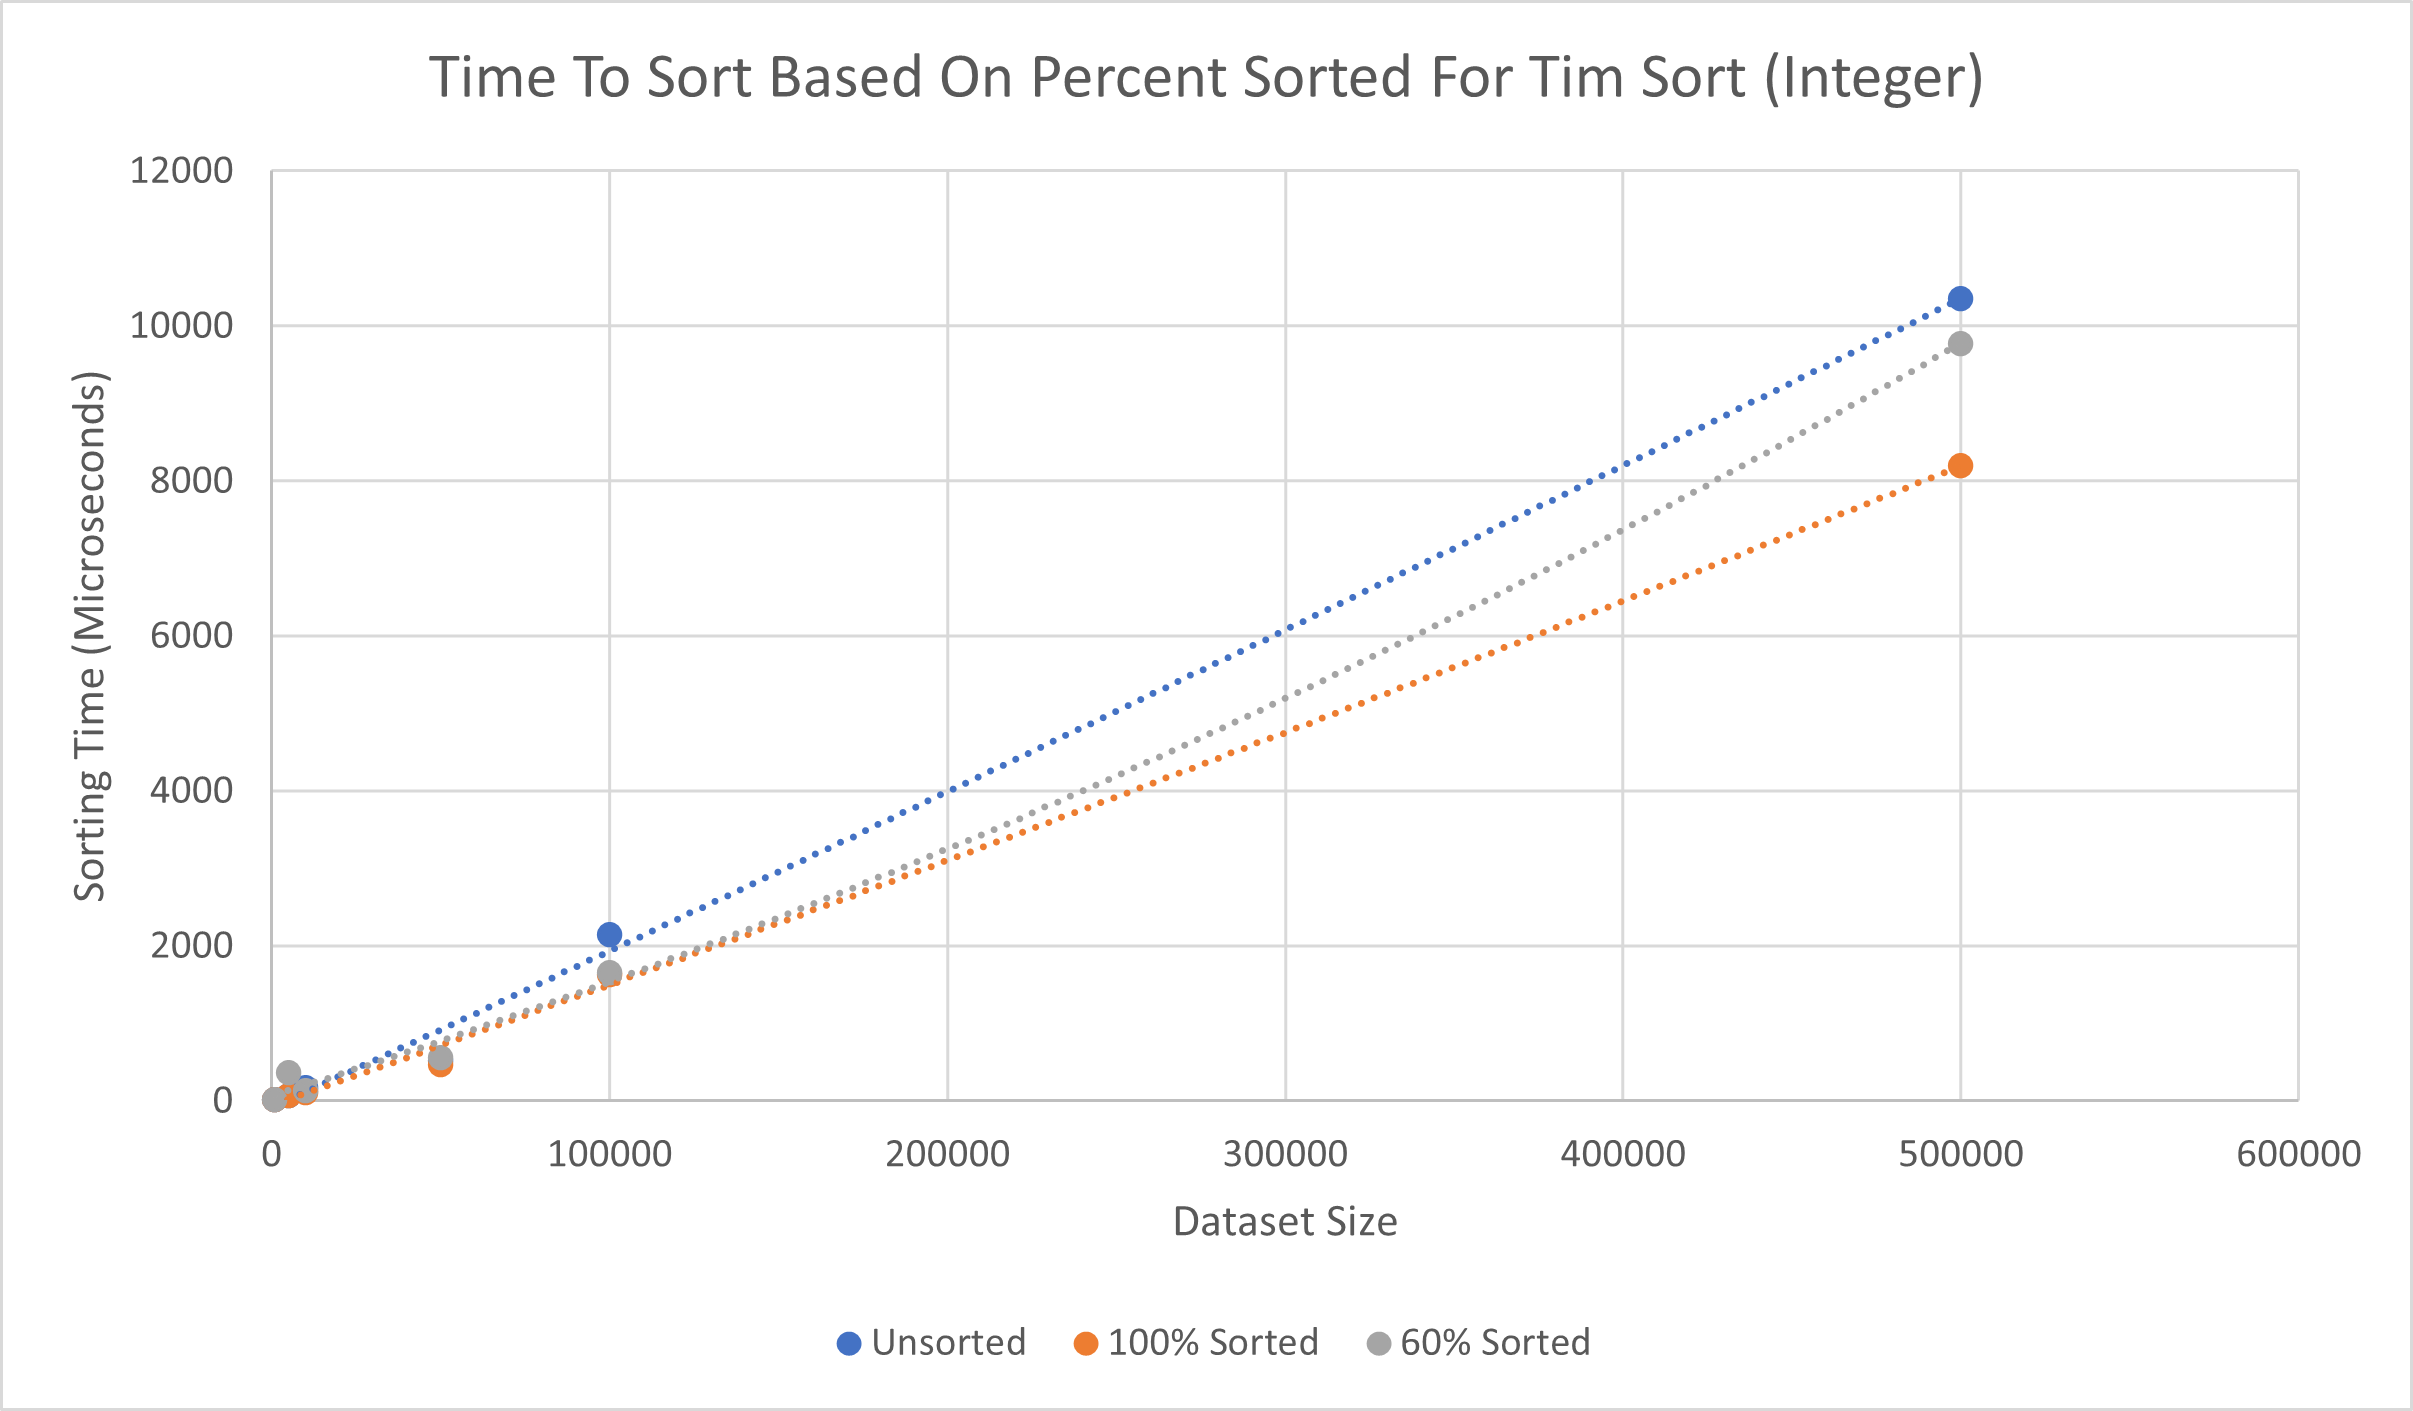 Time To Sort Based On Percent Sorted For Tim Sort (Integer)
12000
10000
8000
6000
4000
2000
0
Sorting Time (Microseconds)
0 100000 200000 300000 400000 500000 600000
Dataset Size
Unsorted 100% Sorted 60% Sorted